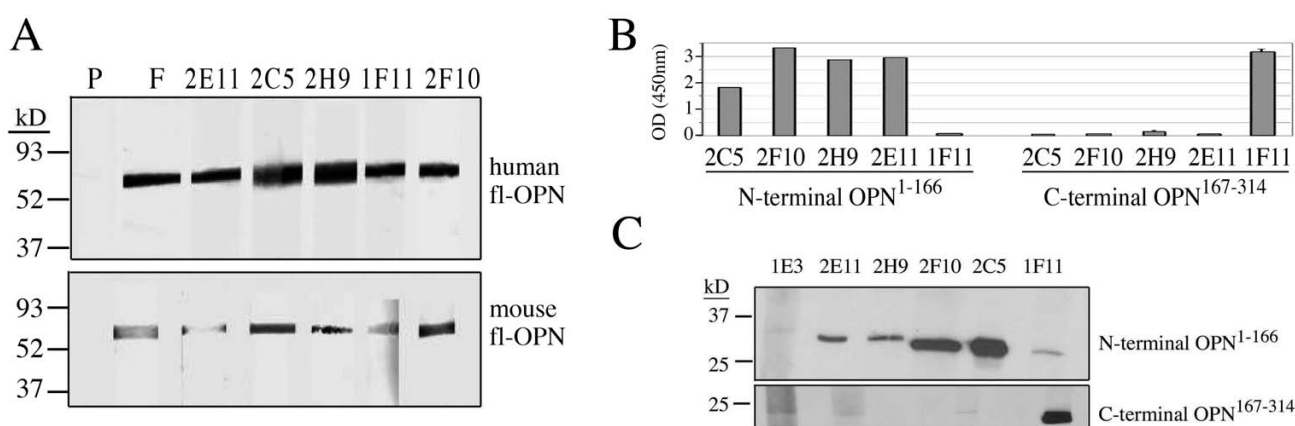 A
P F 2E11 2C5 2H9 1F11 2F10
kD
93
52
37
human
fl-OPN
93
52
37
mouse
fl-OPN
B
OD (450nm)
3
2
1
0
2C5 2F10 2H9 2E11 1F11 2C5 2F10 2H9 2E11 1F11
N-terminal OPN1-166 C-terminal OPN167-314
C
1E3 2E11 2H9 2F10 2C5 1F11
kD
37
25
N-terminal OPN1-166
25
C-terminal OPN167-314